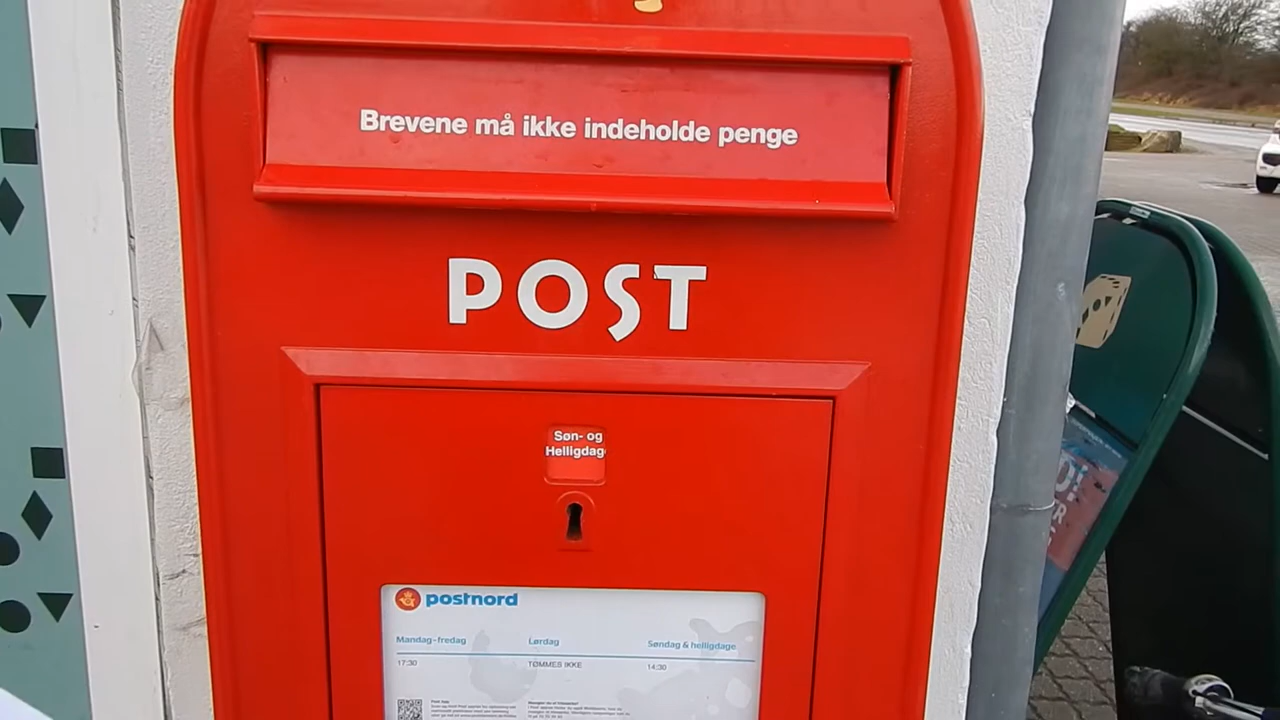 Brevene må ikke indeholde penge
POST
Søn- og
Helligdag
postnord
Mandag-fredag Lørdag Søndag & helligdage
17:30 TØMMES IKKE 14:30